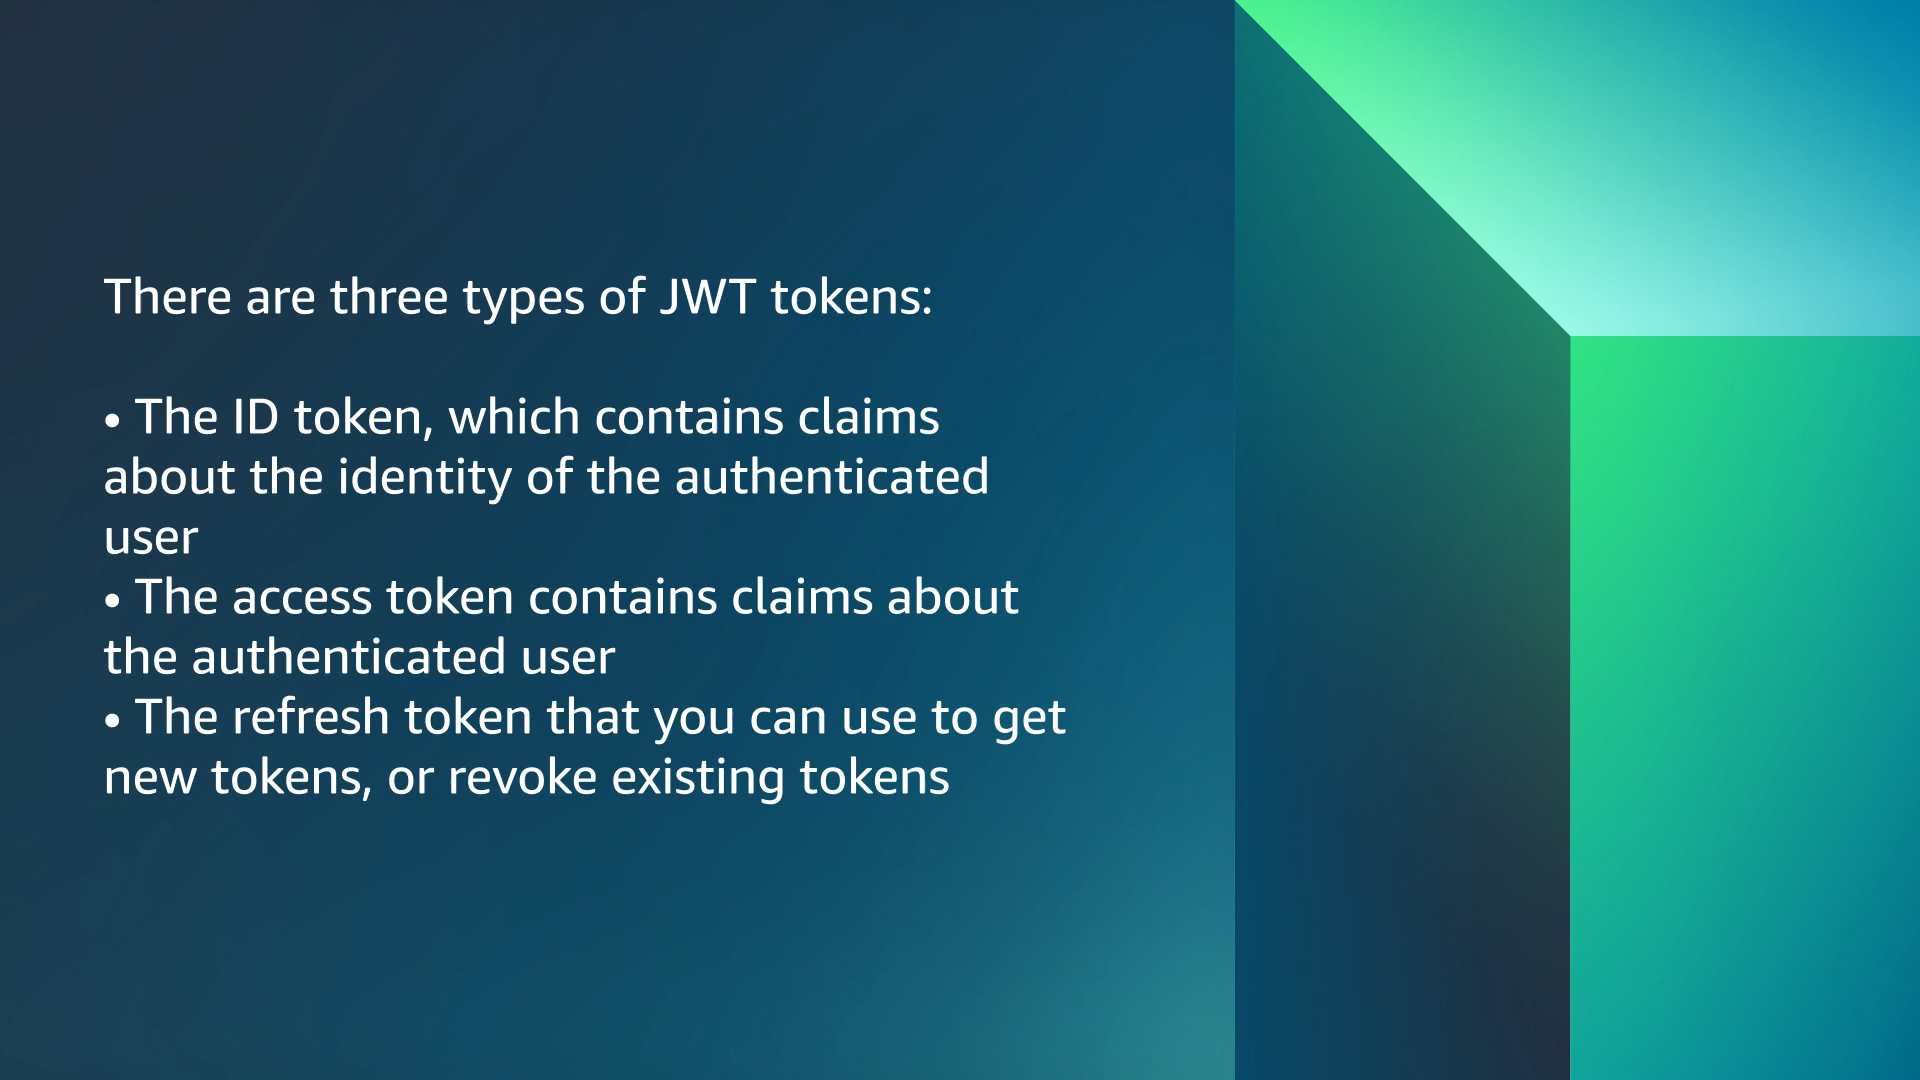 There are three types of JWT tokens:
• The ID token, which contains claims
about the identity of the authenticated
user
• The access token contains claims about
the authenticated user
• The refresh token that you can use to get
new tokens, or revoke existing tokens